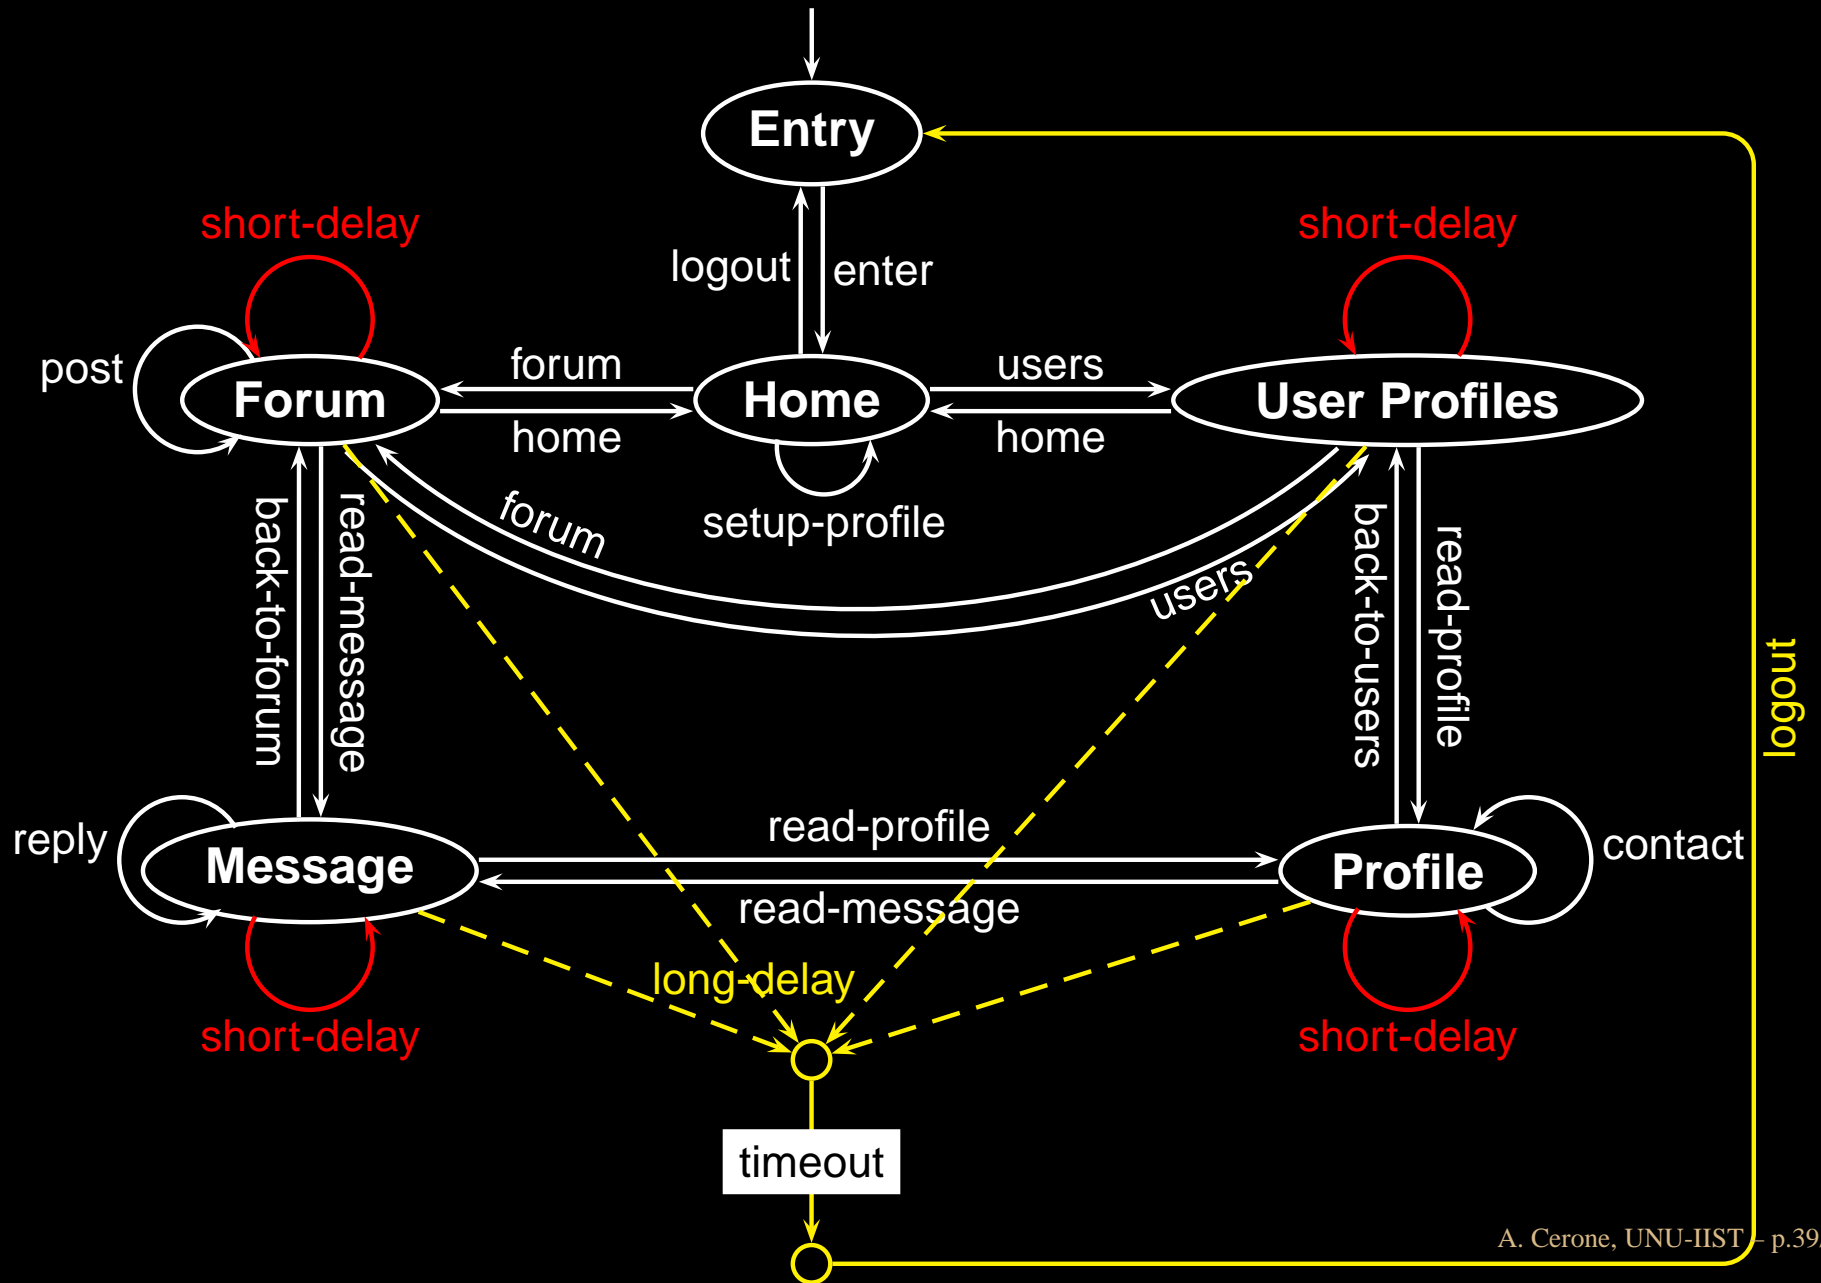 Entry
short-delay
short-delay
logout
enter
post
forum
users
Forum
Home
User Profiles
home
home
setup-profile
forum
users
back-to-forum
read-message
back-to-users
read-profile
logout
reply
read-profile
contact
Message
Profile
read-message
long-delay
short-delay
short-delay
timeout
A. Cerone, UNU-IIST – p.39/